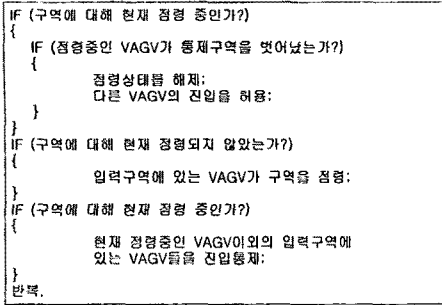 IF (구역에 대해 현재 점령 중인가?)
{
IF (점령중인 VAGV가 통제구역을 벗어났는가?)
{
점령상태를 해제;
다른 VAGV의 진입을 허용;
}
}
IF (구역에 대해 현재 점령되지 않았는가?)
{
입력구역에 있는 VAGV가 구역을 점령;
}
IF (구역에 대해 현재 점령 중인가?)
{
현재 점령중인 VAGV이외의 입력구역에
있는 VAGV들을 진입통제;
}
반복.